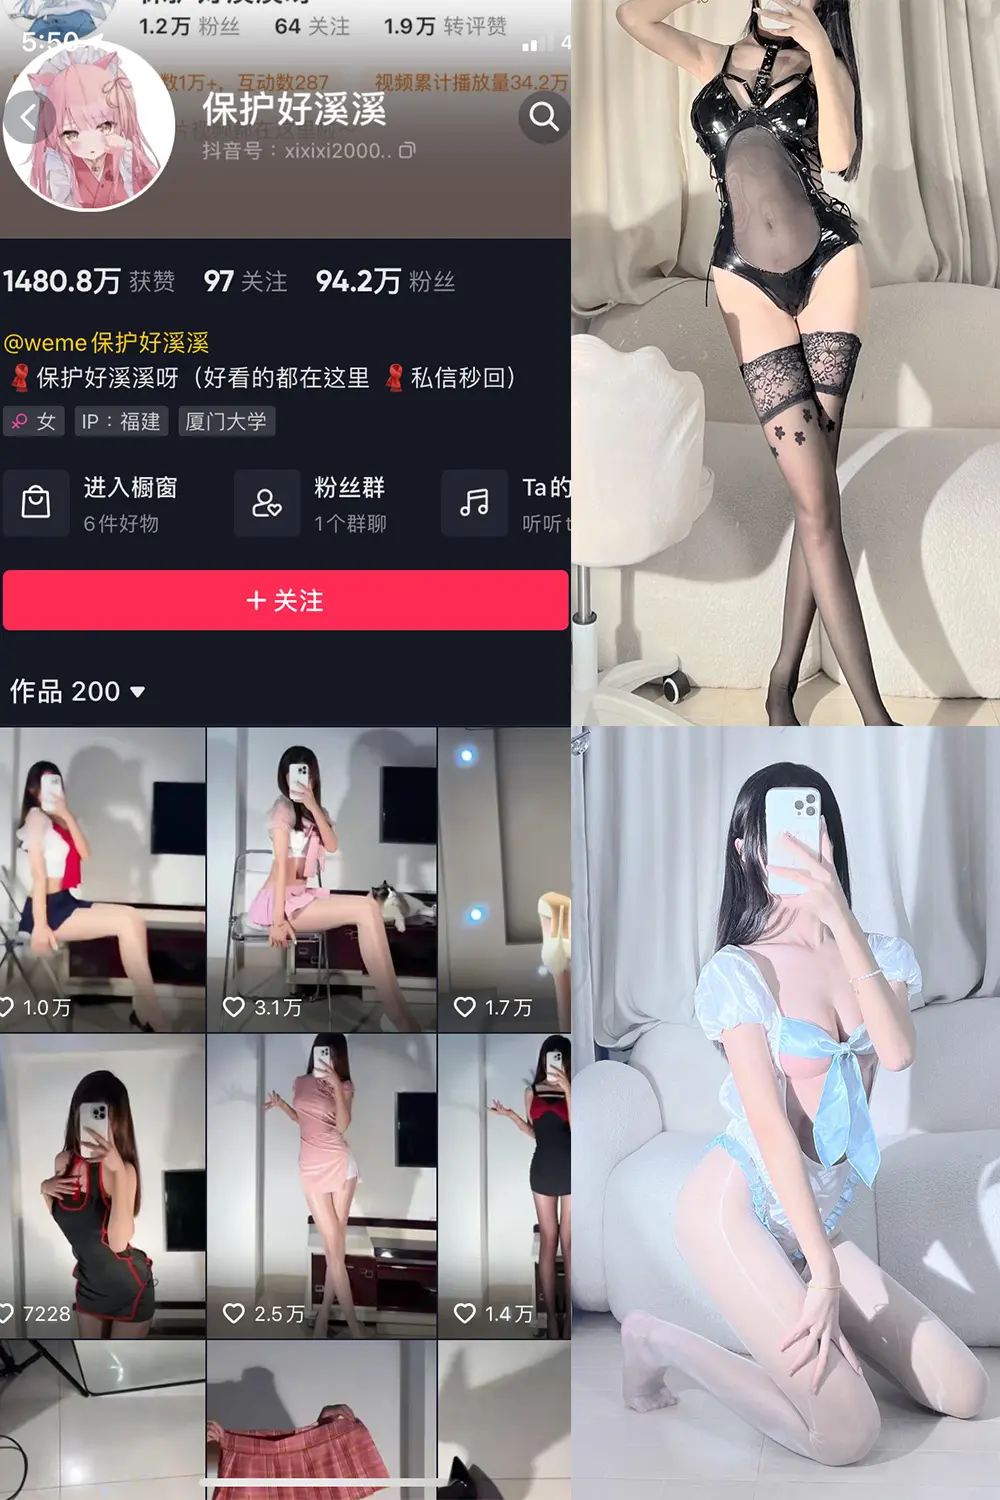 1.2万 粉丝 64 关注 1.9万 转评赞
5:50
数1万+，互动数287 视频累计播放量34.2万
保护好溪溪
抖音号：xixixi2000..
1480.8万 获赞 97 关注 94.2万 粉丝
@weme保护好溪溪
保护好溪溪呀（好看的都在这里 私信秒回）
女 IP：福建 厦门大学
进入橱窗 粉丝群 Ta的
6件好物 1个群聊 听听
+ 关注
作品 200
1.0万 3.1万 1.7万
7228 2.5万 1.4万